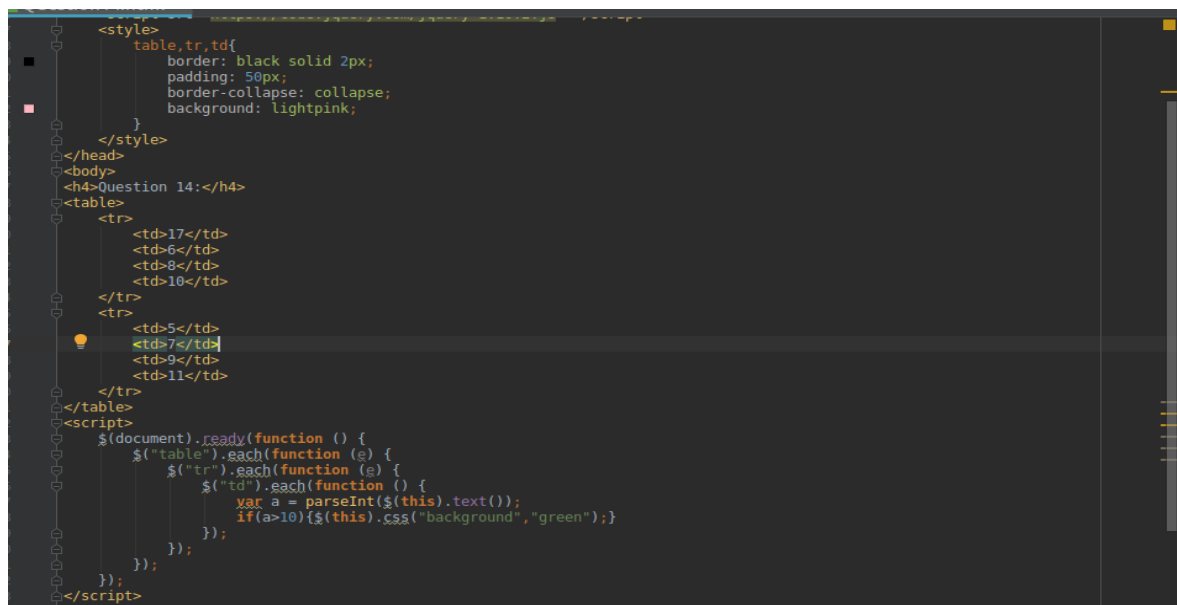 <style>
table,tr,td{
border: black solid 2px;
padding: 50px;
border-collapse: collapse;
background: lightpink;
}
</style>
</head>
<body>
<h4>Question 14:</h4>
<table>
<tr>
<td>17</td>
<td>6</td>
<td>8</td>
<td>10</td>
</tr>
<tr>
<td>5</td>
<td>7</td>
<td>9</td>
<td>11</td>
</tr>
</table>
<script>
$(document).ready(function () {
$("table").each(function (e) {
$("tr").each(function (e) {
$("td").each(function () {
var a = parseInt($(this).text());
if(a>10){$(this).css("background","green");}
});
});
});
});
</script>